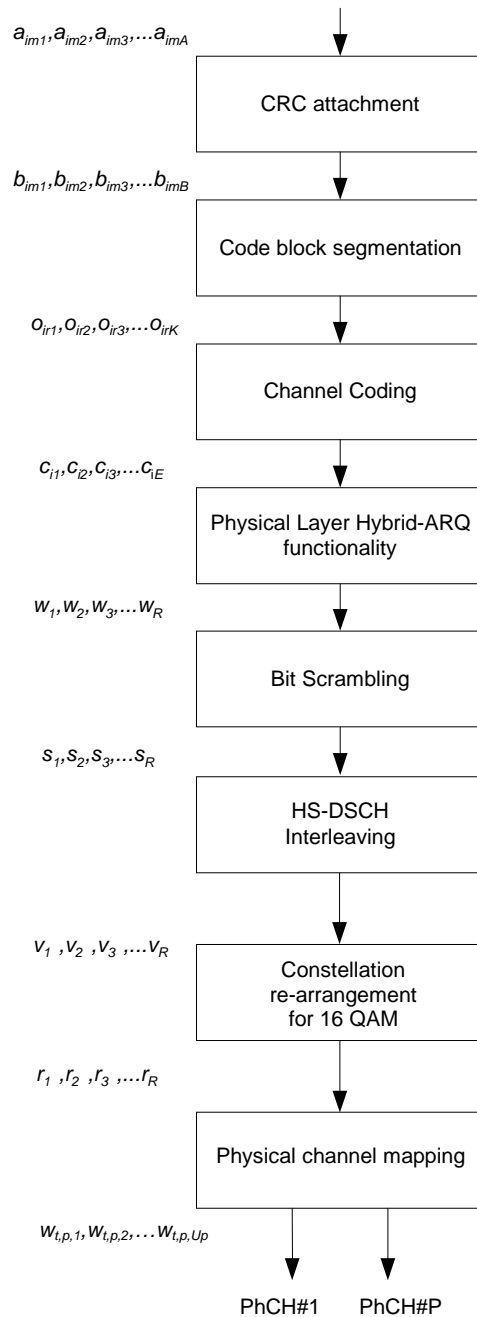 a_im1,a_im2,a_im3,...a_imA
CRC attachment
b_im1,b_im2,b_im3,...b_imB
Code block segmentation
o_ir1,o_ir2,o_ir3,...o_irK
Channel Coding
c_i1,c_i2,c_i3,...c_iE
Physical Layer Hybrid-ARQ
functionality
w_1,w_2,w_3,...w_R
Bit Scrambling
s_1,s_2,s_3,...s_R
HS-DSCH
Interleaving
v_1 ,v_2 ,v_3 ,...v_R
Constellation
re-arrangement
for 16 QAM
r_1 ,r_2 ,r_3 ,...r_R
Physical channel mapping
w_t,p,1,w_t,p,2,...w_t,p,Up
PhCH#1 PhCH#P